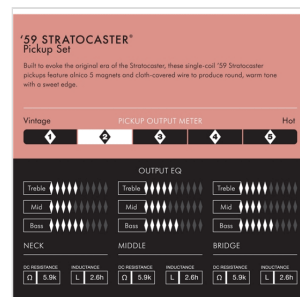 '59 STRATOCASTER®
Pickup Set
Built to evoke the original era of the Stratocaster, these single-coil '59 Stratocaster
pickups feature alnico 5 magnets and cloth-covered wire to produce round, warm tone
with a sweet edge.
Vintage PICKUP OUTPUT METER Hot
1 2 3 4 5
OUTPUT EQ
Treble Treble Treble
Mid Mid Mid
Bass Bass Bass
NECK MIDDLE BRIDGE
DC RESISTANCE INDUCTANCE DC RESISTANCE INDUCTANCE DC RESISTANCE INDUCTANCE
Ω 5.9k L 2.6h Ω 5.9k L 2.6h Ω 5.9k L 2.6h